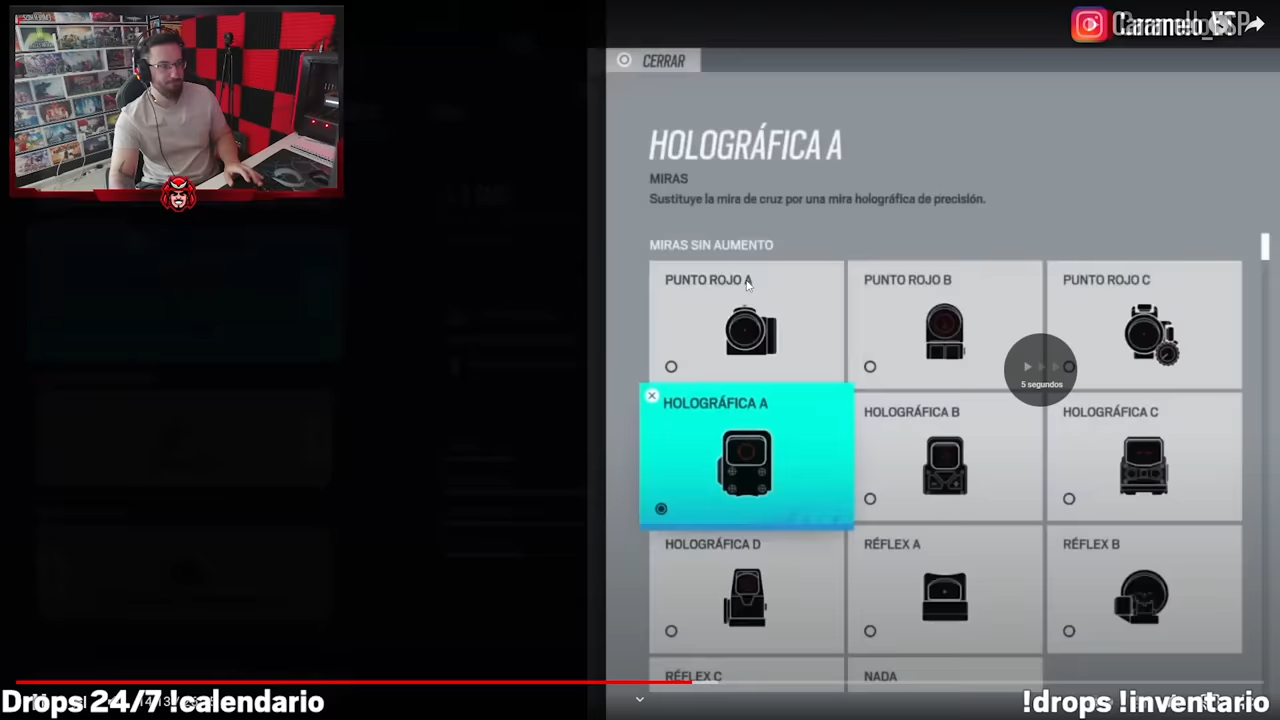 CERRAR
HOLOGRÁFICA A
MIRAS
Sustituye la mira de cruz por una mira holográfica de precisión.
MIRAS SIN AUMENTO
PUNTO ROJO A
PUNTO ROJO B
PUNTO ROJO C
5 segundos
HOLOGRÁFICA A
HOLOGRÁFICA B
HOLOGRÁFICA C
HOLOGRÁFICA D
RÉFLEX A
RÉFLEX B
RÉFLEX C
NADA
Drops 24/7 !calendario
!drops !inventario